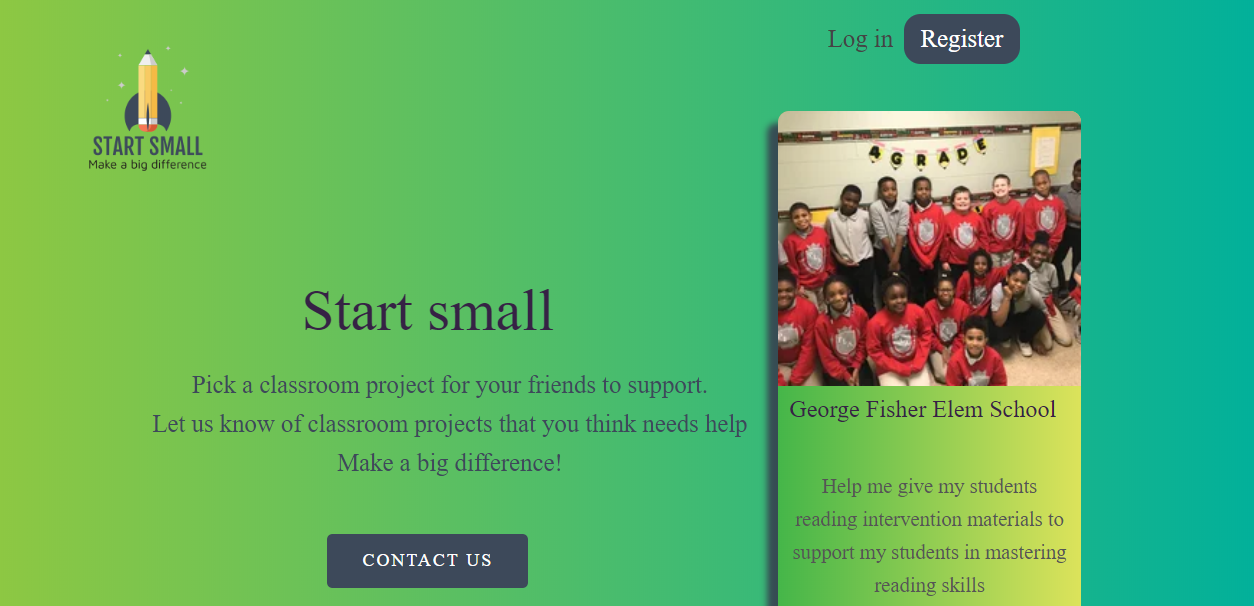 Log in Register
START SMALL
Make a big difference
4 GRADE
Start small
Pick a classroom project for your friends to support.
Let us know of classroom projects that you think needs help
Make a big difference!
CONTACT US
George Fisher Elem School
Help me give my students
reading intervention materials to
support my students in mastering
reading skills